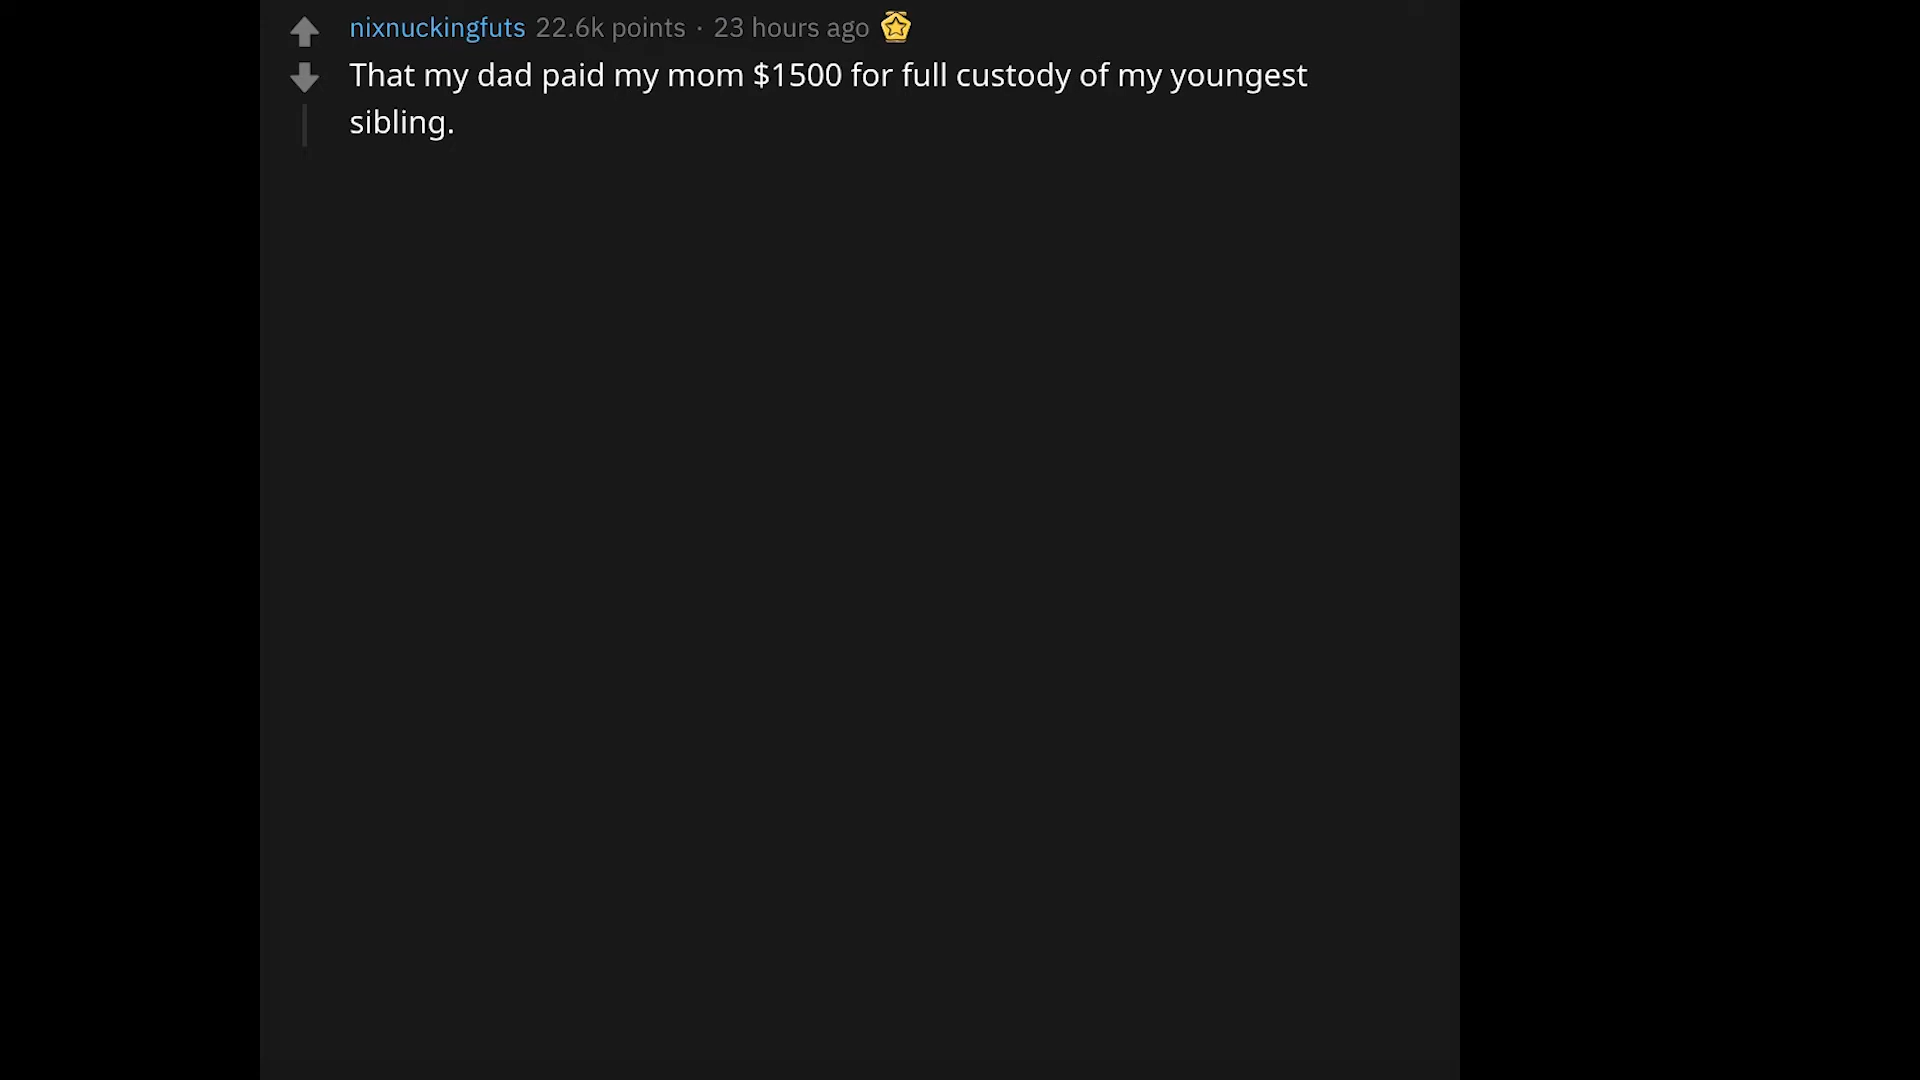 nixnuckingfuts 22.6k points · 23 hours ago
That my dad paid my mom $1500 for full custody of my youngest
sibling.